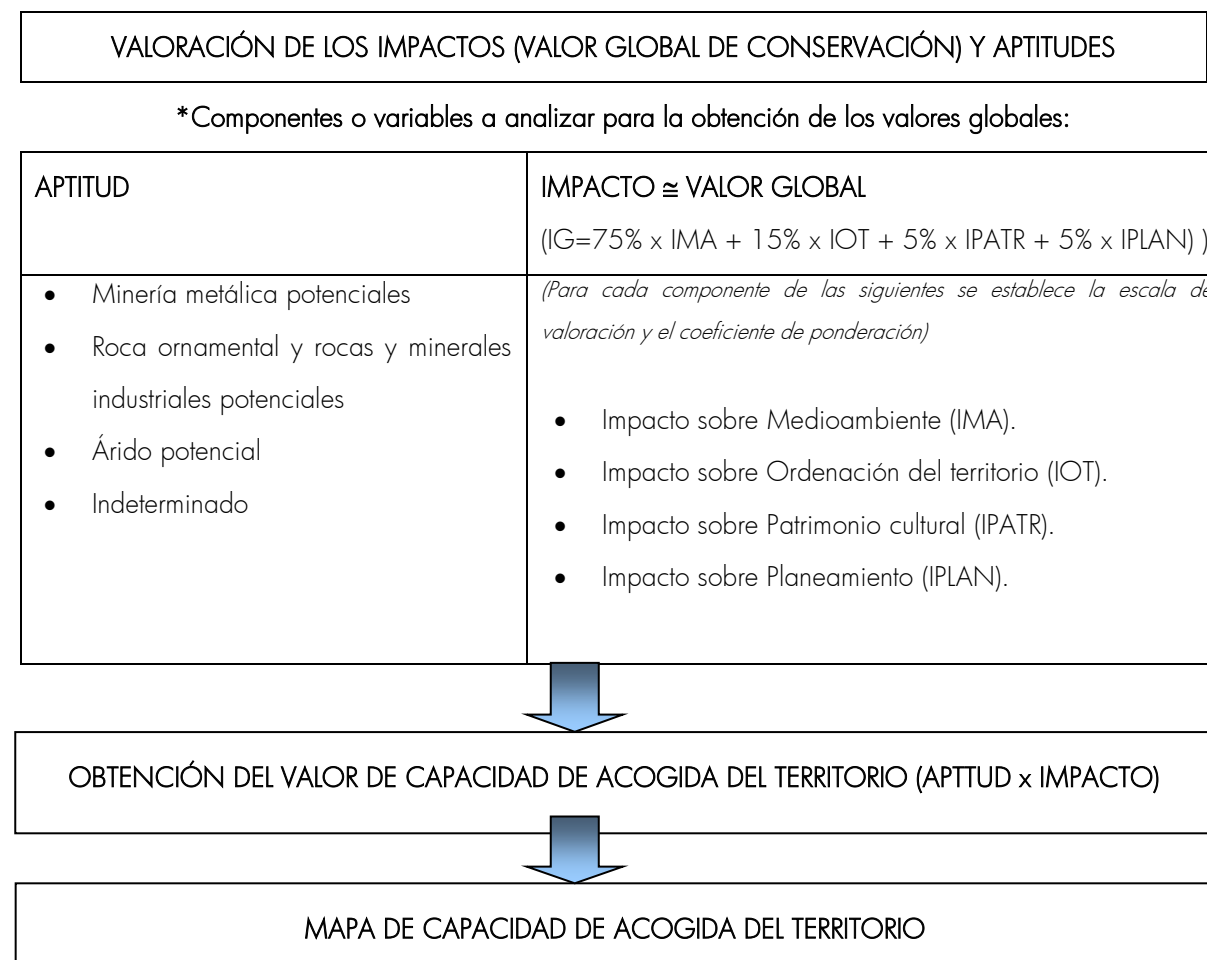 VALORACIÓN DE LOS IMPACTOS (VALOR GLOBAL DE CONSERVACIÓN) Y APTITUDES
*Componentes o variables a analizar para la obtención de los valores globales:
APTITUD
• Minería metálica potenciales
• Roca ornamental y rocas y minerales
industriales potenciales
• Árido potencial
• Indeterminado
IMPACTO ≅ VALOR GLOBAL
(IG=75% x IMA + 15% x IOT + 5% x IPATR + 5% x IPLAN) )
(Para cada componente de las siguientes se establece la escala de
valoración y el coeficiente de ponderación)
• Impacto sobre Medioambiente (IMA).
• Impacto sobre Ordenación del territorio (IOT).
• Impacto sobre Patrimonio cultural (IPATR).
• Impacto sobre Planeamiento (IPLAN).
OBTENCIÓN DEL VALOR DE CAPACIDAD DE ACOGIDA DEL TERRITORIO (APTTUD x IMPACTO)
MAPA DE CAPACIDAD DE ACOGIDA DEL TERRITORIO